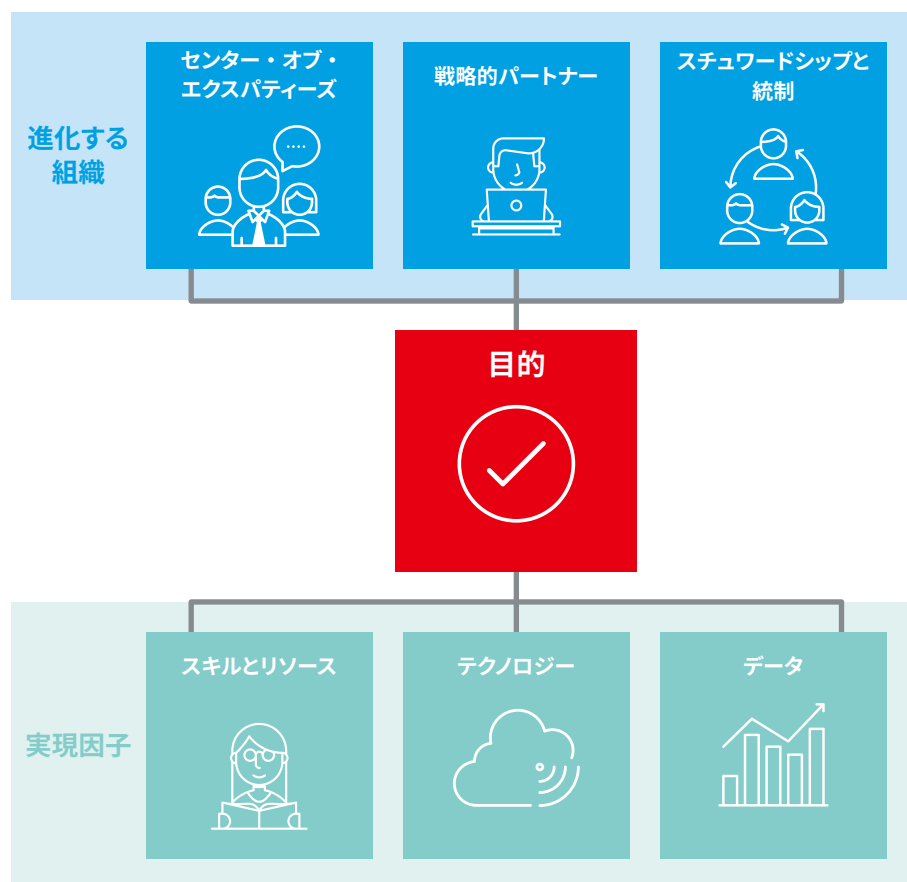 センター・オブ・
エクスパティーズ
戦略的パートナー
スチュワードシップと
統制
進化する
組織
目的
スキルとリソース
テクノロジー
データ
実現因子